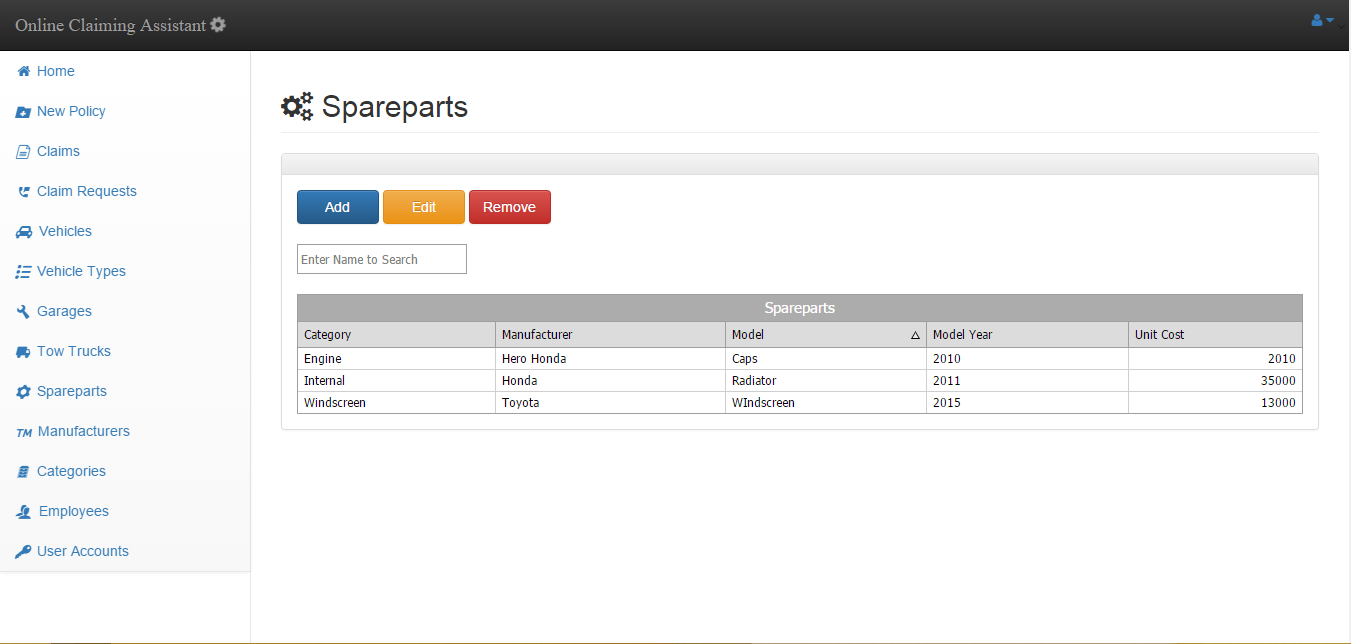 Online Claiming Assistant
Home
New Policy
Claims
Claim Requests
Vehicles
Vehicle Types
Garages
Tow Trucks
Spareparts
TM Manufacturers
Categories
Employees
User Accounts
Spareparts
Add Edit Remove
Enter Name to Search
Spareparts
Category Manufacturer Model Model Year Unit Cost
Engine Hero Honda Caps 2010 2010
Internal Honda Radiator 2011 35000
Windscreen Toyota WIndscreen 2015 13000